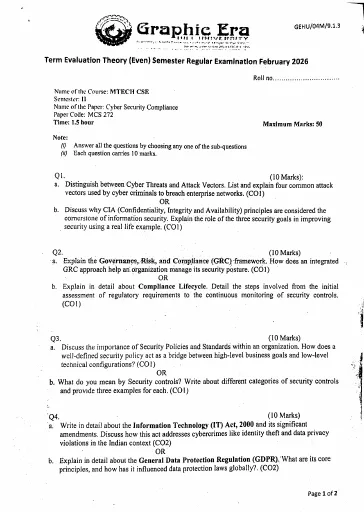 GEHU/04M/9.1.3
Graphic Era
HILL UNIVERSITY
Term Evaluation Theory (Even) Semester Regular Examination February 2026
Roll no..............................
Name of the Course: MTECH CSE
Semester: II
Name of the Paper: Cyber Security Compliance
Paper Code: MCS 272
Time: 1.5 hour Maximum Marks: 50
Note:
(i) Answer all the questions by choosing any one of the sub-questions
(ii) Each question carries 10 marks.
Q1. (10 Marks):
a. Distinguish between Cyber Threats and Attack Vectors. List and explain four common attack
vectors used by cyber criminals to breach enterprise networks. (CO1)
OR
b. Discuss why CIA (Confidentiality, Integrity and Availability) principles are considered the
cornerstone of information security. Explain the role of the three security goals in improving
security using a real life example. (CO1)
Q2. (10 Marks)
a. Explain the Governance, Risk, and Compliance (GRC) framework. How does an integrated
GRC approach help an organization manage its security posture. (CO1)
OR
b. Explain in detail about Compliance Lifecycle. Detail the steps involved from the initial
assessment of regulatory requirements to the continuous monitoring of security controls.
(CO1)
Q3. (10 Marks)
a. Discuss the importance of Security Policies and Standards within an organization. How does a
well-defined security policy act as a bridge between high-level business goals and low-level
technical configurations? (CO1)
OR
b. What do you mean by Security controls? Write about different categories of security controls
and provide three examples for each. (CO1)
Q4. (10 Marks)
a. Write in detail about the Information Technology (IT) Act, 2000 and its significant
amendments. Discuss how this act addresses cybercrimes like identity theft and data privacy
violations in the Indian context (CO2)
OR
b. Explain in detail about the General Data Protection Regulation (GDPR). What are its core
principles, and how has it influenced data protection laws globally?. (CO2)
Page 1 of 2